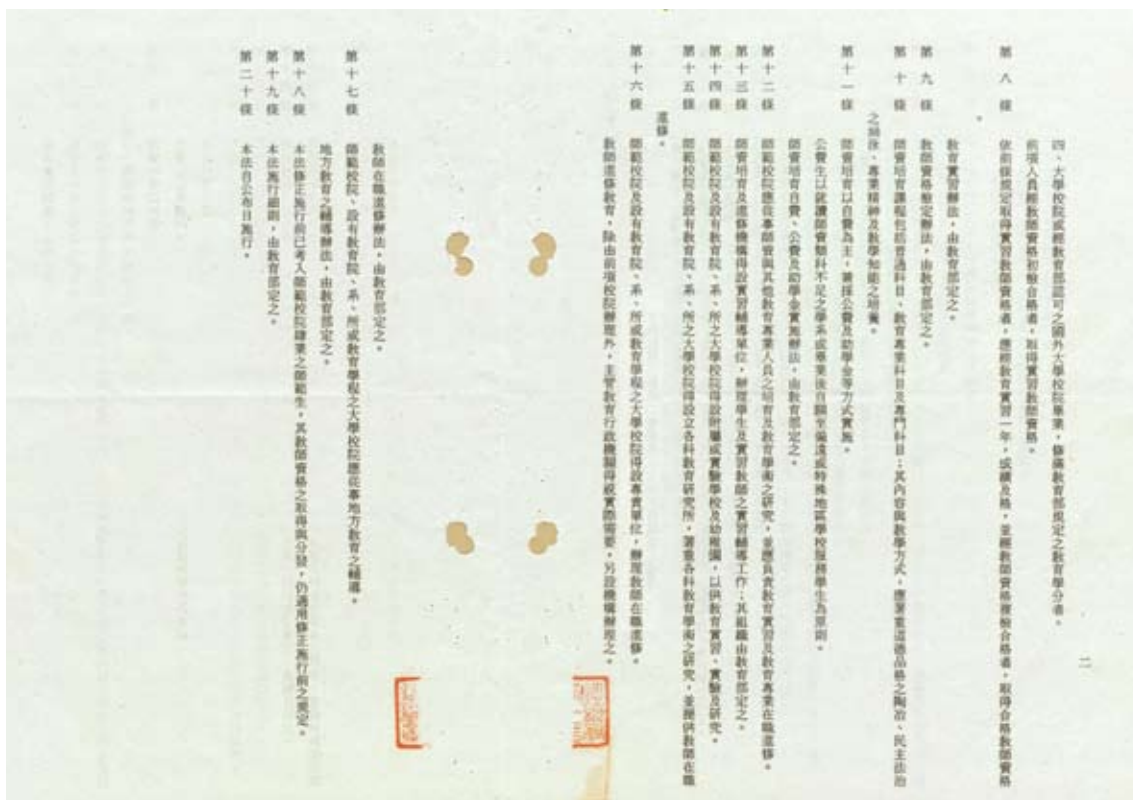 二
四、大學校院或經教育部認可之國外大學校院畢業，修滿教育部規定之教育學分者。
前項人員經教師資格初檢合格者，取得實習教師資格。
第八條 依前條規定取得實習教師資格者，應經教育實習一年，成績及格，並經教師資格複檢合格者，取得合格教師資格
。
教育實習辦法，由教育部定之。
第九條 教師資格檢定辦法，由教育部定之。
第十條 師資培育課程包括普通科目、教育專業科目及專門科目；其內容與教學方式，應著重道德品格之陶冶、民主法治
之涵泳、專業精神及教學知能之培養。
第十一條 師資培育以自費為主，兼採公費及助學金等方式實施。
公費生以就讀師資類科不足之學系或畢業後自願至偏遠或特殊地區學校服務學生為原則。
師資培育自費、公費及助學金實施辦法，由教育部定之。
第十二條 師範校院應從事師資與其他教育專業人員之培育及教育學術之研究，並應負責教育實習及教育專業在職進修。
第十三條 師資培育及進修機構得設實習輔導單位，辦理學生及實習教師之實習輔導工作；其組織由教育部定之。
第十四條 師範校院及設有教育院、系、所之大學校院得設附屬或實驗學校及幼稚園，以供教育實習、實驗及研究。
第十五條 師範校院及設有教育院、系、所之大學校院得設立各科教育研究所，著重各科教育學術之研究，並提供教師在職
進修。
第十六條 師範校院及設有教育院、系、所或教育學程之大學校院得設專責單位，辦理教師在職進修。
教師進修教育，除由前項校院辦理外，主管教育行政機關得視實際需要，另設機構辦理之。
教師在職進修辦法，由教育部定之。
第十七條 師範校院、設有教育院、系、所或教育學程之大學校院應從事地方教育之輔導。
地方教育之輔導辦法，由教育部定之。
第十八條 本法修正施行前已考入師範校院肄業之師範生，其教師資格之取得與分發，仍適用修正施行前之規定。
第十九條 本法施行細則，由教育部定之。
第二十條 本法自公布日施行。